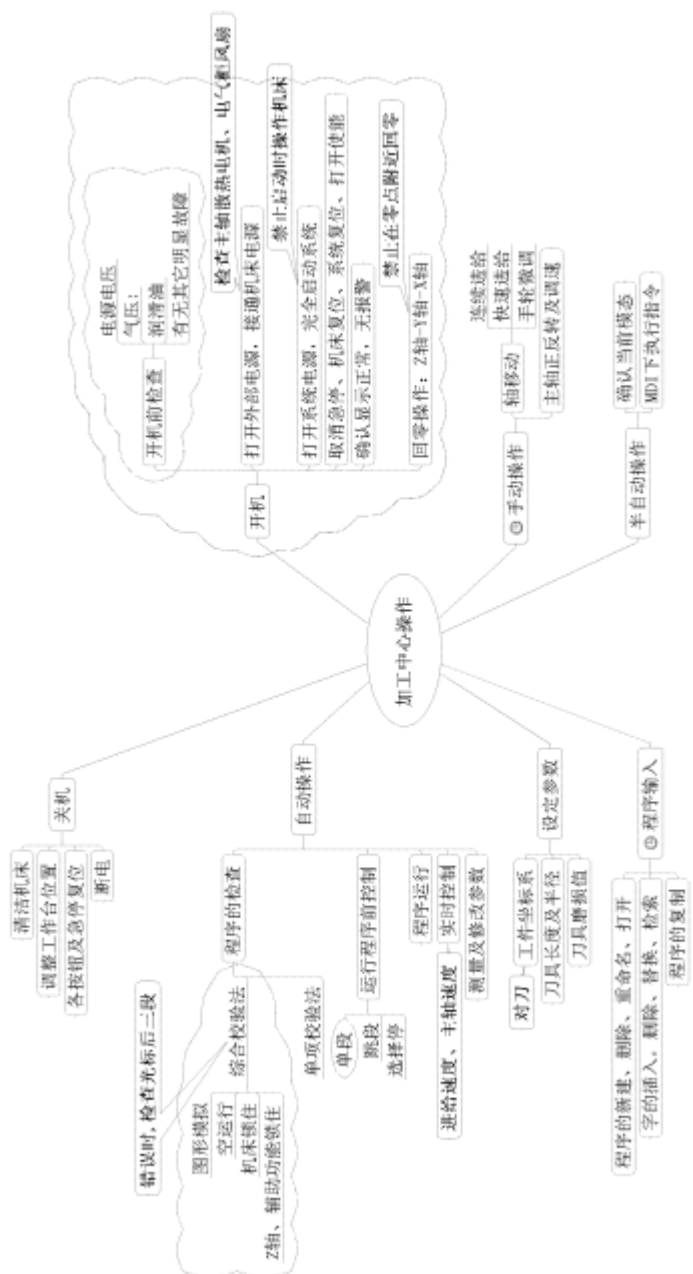 加工中心操作
开机
开机前检查
电源电压
气压：
润滑油
有无其它明显故障
打开外部电源，接通机床电源
检查主轴散热电机、电气柜风扇
打开系统电源，完全启动系统
禁止启动时操作机床
取消急停、机床复位、系统复位、打开使能
确认显示正常，无报警
回零操作：Z轴-Y轴-X轴
禁止在零点附近回零
手动操作
轴移动
连续进给
快速进给
手轮微调
主轴正反转及调速
半自动操作
确认当前模态
MDI下执行指令
关机
清洁机床
调整工作台位置
各按钮及急停复位
断电
自动操作
程序的检查
综合校验法
错误时，检查光标后二段
图形模拟
空运行
机床锁住
Z轴、辅助功能锁住
单项校验法
运行程序前控制
单段
跳段
选择停
程序运行
实时控制
进给速度、主轴速度
测量及修改参数
设定参数
工件坐标系
对刀
刀具长度及半径
刀具磨损值
程序输入
程序的新建、删除、重命名、打开
字的插入。删除、替换、检索
程序的复制